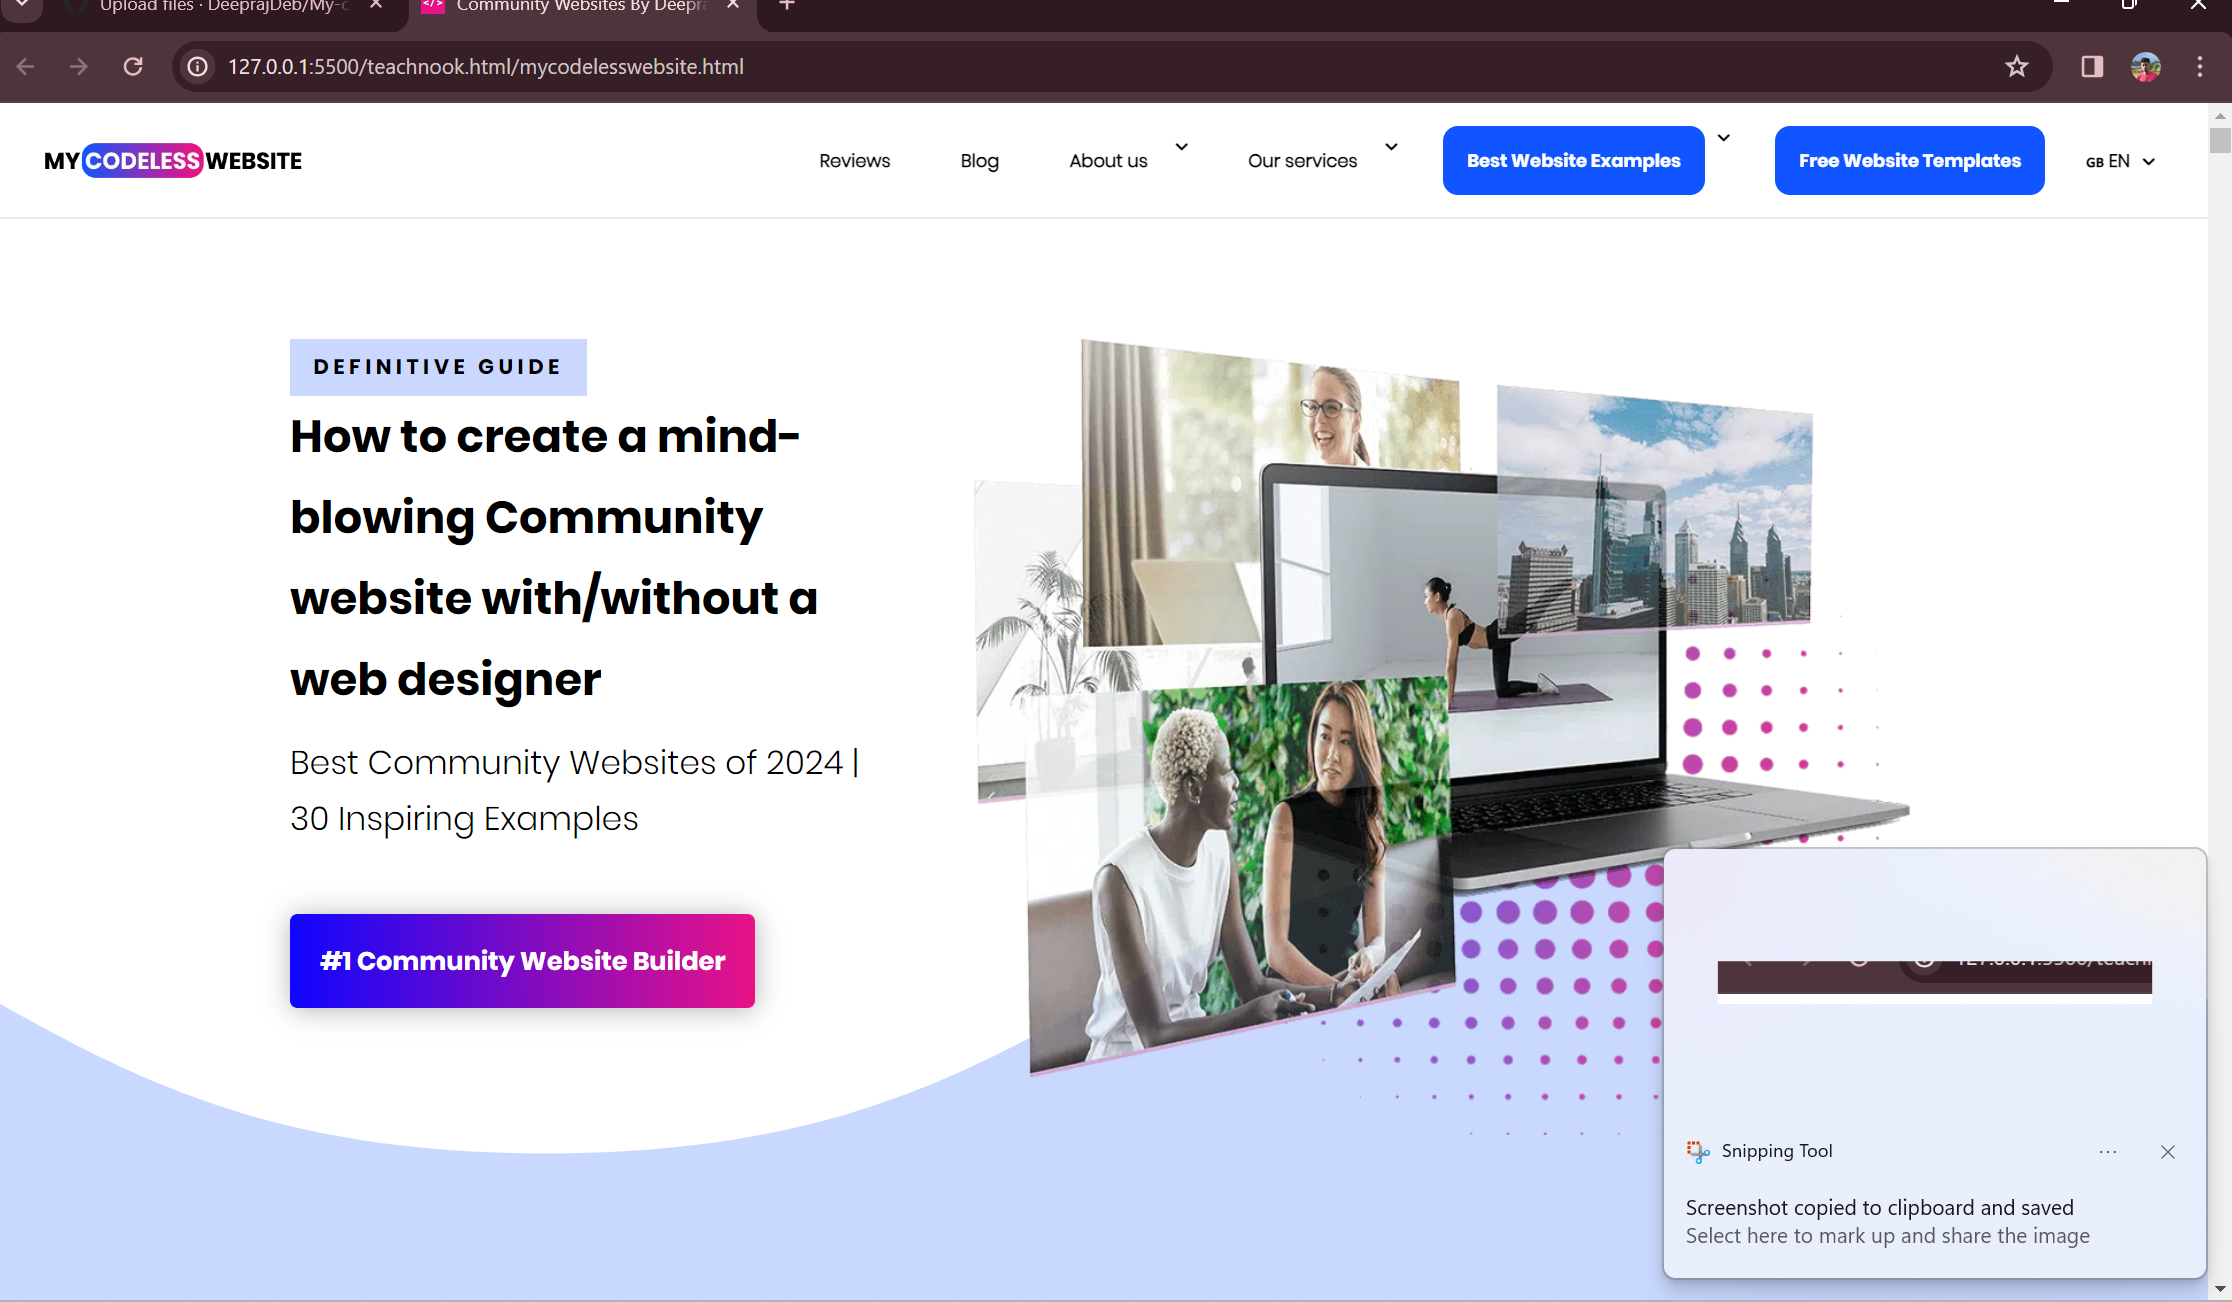 Upload files · DeeprajDeb/My-c
Community Websites By Deepra
127.0.0.1:5500/teachnook.html/mycodelesswebsite.html
MY CODELESS WEBSITE
Reviews
Blog
About us
Our services
Best Website Examples
Free Website Templates
GB EN
DEFINITIVE GUIDE
How to create a mind-
blowing Community
website with/without a
web designer
Best Community Websites of 2024 |
30 Inspiring Examples
#1 Community Website Builder
Snipping Tool
Screenshot copied to clipboard and saved
Select here to mark up and share the image